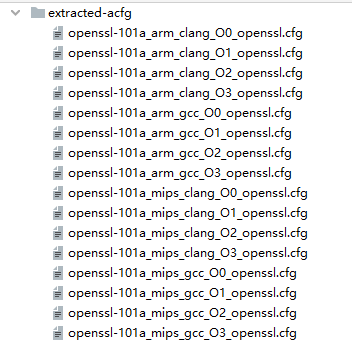 extracted-acfg
openssl-101a_arm_clang_O0_openssl.cfg
openssl-101a_arm_clang_O1_openssl.cfg
openssl-101a_arm_clang_O2_openssl.cfg
openssl-101a_arm_clang_O3_openssl.cfg
openssl-101a_arm_gcc_O0_openssl.cfg
openssl-101a_arm_gcc_O1_openssl.cfg
openssl-101a_arm_gcc_O2_openssl.cfg
openssl-101a_arm_gcc_O3_openssl.cfg
openssl-101a_mips_clang_O0_openssl.cfg
openssl-101a_mips_clang_O1_openssl.cfg
openssl-101a_mips_clang_O2_openssl.cfg
openssl-101a_mips_clang_O3_openssl.cfg
openssl-101a_mips_gcc_O0_openssl.cfg
openssl-101a_mips_gcc_O1_openssl.cfg
openssl-101a_mips_gcc_O2_openssl.cfg
openssl-101a_mips_gcc_O3_openssl.cfg